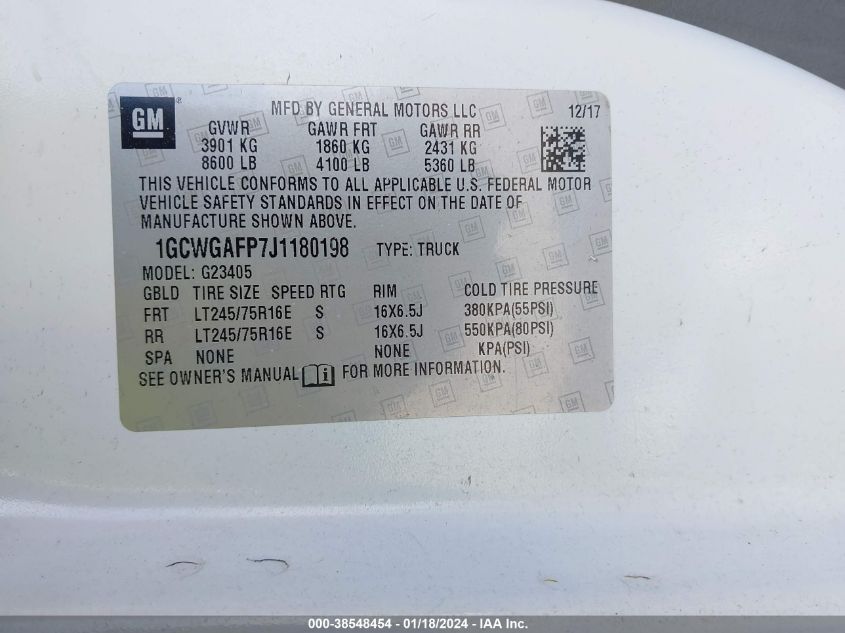 GM ®
MFD BY GENERAL MOTORS LLC 12/17
GVWR GAWR FRT GAWR RR
3901 KG 1860 KG 2431 KG
8600 LB 4100 LB 5360 LB
THIS VEHICLE CONFORMS TO ALL APPLICABLE U.S. FEDERAL MOTOR
VEHICLE SAFETY STANDARDS IN EFFECT ON THE DATE OF
MANUFACTURE SHOWN ABOVE.
1GCWGAFP7J1180198 TYPE: TRUCK
MODEL: G23405
GBLD TIRE SIZE SPEED RTG RIM COLD TIRE PRESSURE
FRT LT245/75R16E S 16X6.5J 380KPA(55PSI)
RR LT245/75R16E S 16X6.5J 550KPA(80PSI)
SPA NONE NONE KPA(PSI)
SEE OWNER'S MANUAL i FOR MORE INFORMATION.
000-38548454 - 01/18/2024 - IAA Inc.